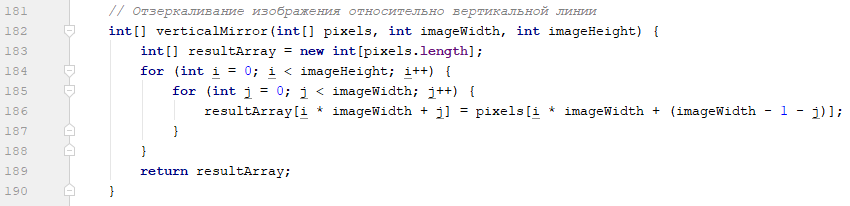 181 // Отзеркаливание изображения относительно вертикальной линии
182 int[] verticalMirror(int[] pixels, int imageWidth, int imageHeight) {
183     int[] resultArray = new int[pixels.length];
184     for (int i = 0; i < imageHeight; i++) {
185         for (int j = 0; j < imageWidth; j++) {
186             resultArray[i * imageWidth + j] = pixels[i * imageWidth + (imageWidth - 1 - j)];
187         }
188     }
189     return resultArray;
190 }